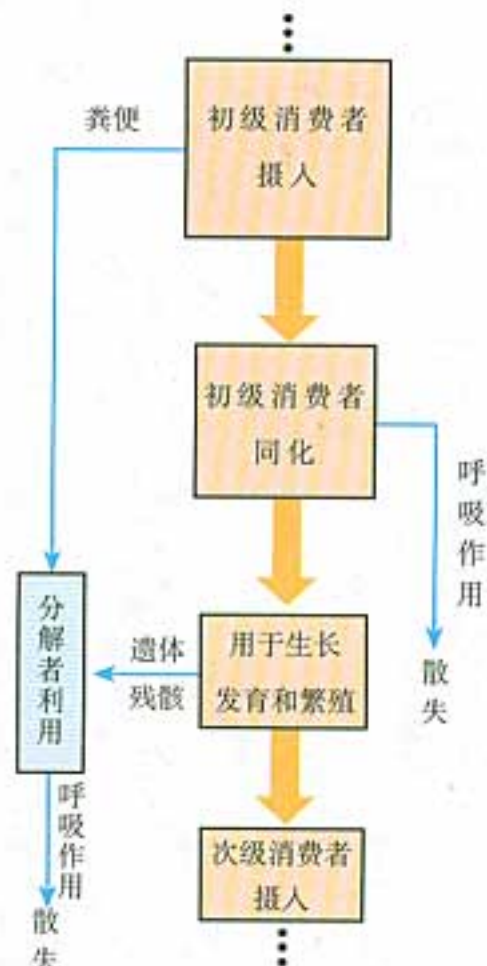 粪便
初级消费者
摄入
初级消费者
同化
呼吸作用
散失
分解者利用
遗体
残骸
用于生长
发育和繁殖
呼吸作用
散失
次级消费者
摄入